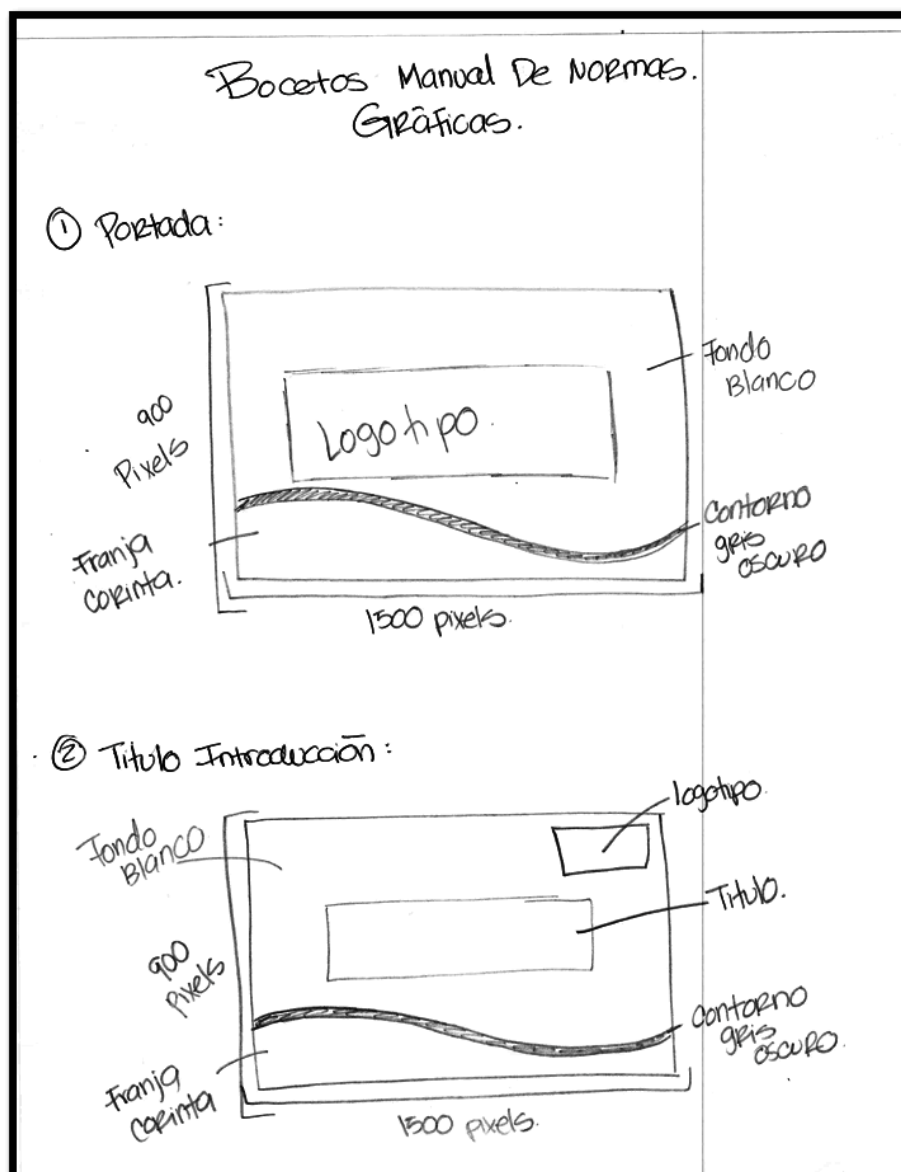 Bocetos Manual De Normas.
Gráficas.
① Portada:
Fondo
Blanco
900
Pixels
Logotipo.
Contorno
gris
oscuro
Franja
corinta.
1500 pixels.
② Titulo Introducción:
logotipo.
Fondo
Blanco
Titulo.
900
Pixels
Contorno
gris
oscuro.
Franja
corinta
1500 pixels.